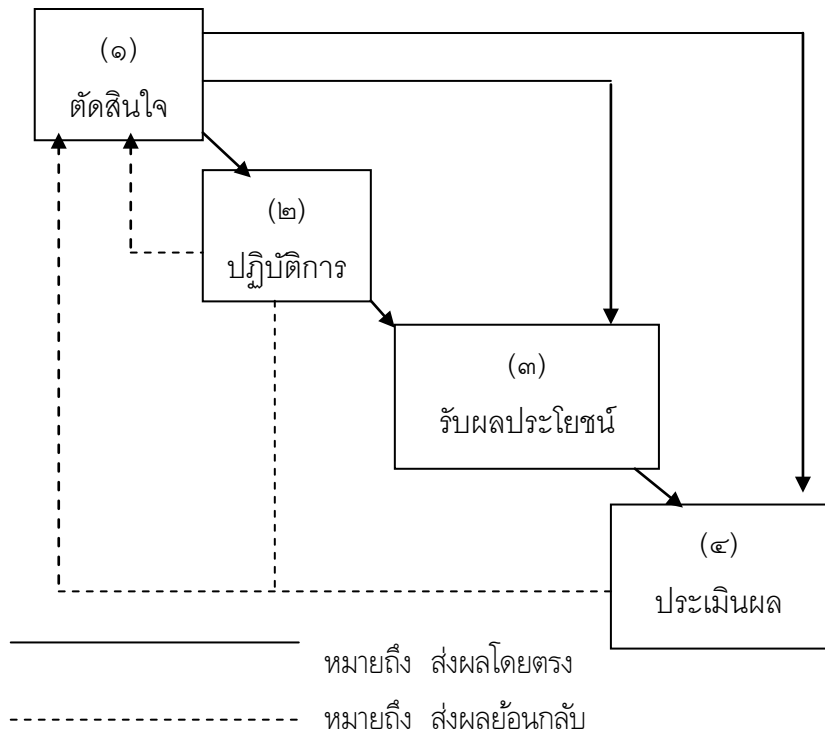 (๑)
ตัดสินใจ
(๒)
ปฏิบัติการ
(๓)
รับผลประโยชน์
(๔)
ประเมินผล
หมายถึง ส่งผลโดยตรง
หมายถึง ส่งผลย้อนกลับ